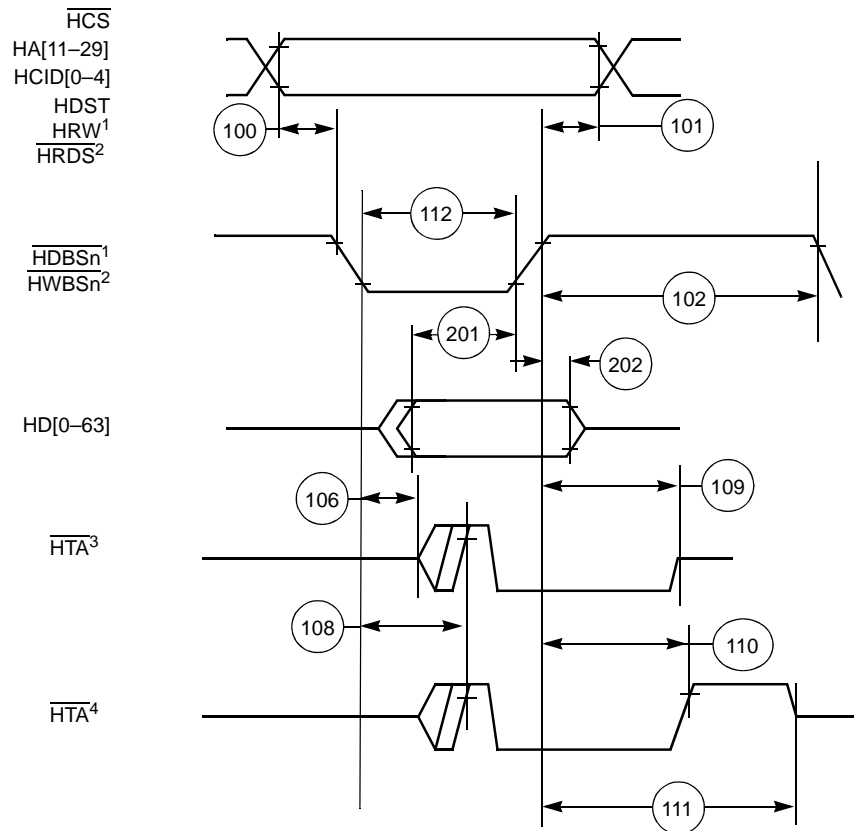 HCS
HA[11–29]
HCID[0–4]
HDST
HRW1
HRDS2
100
101
112
HDBSn1
HWBSn2
102
201
202
HD[0–63]
106
109
HTA3
108
110
HTA4
111